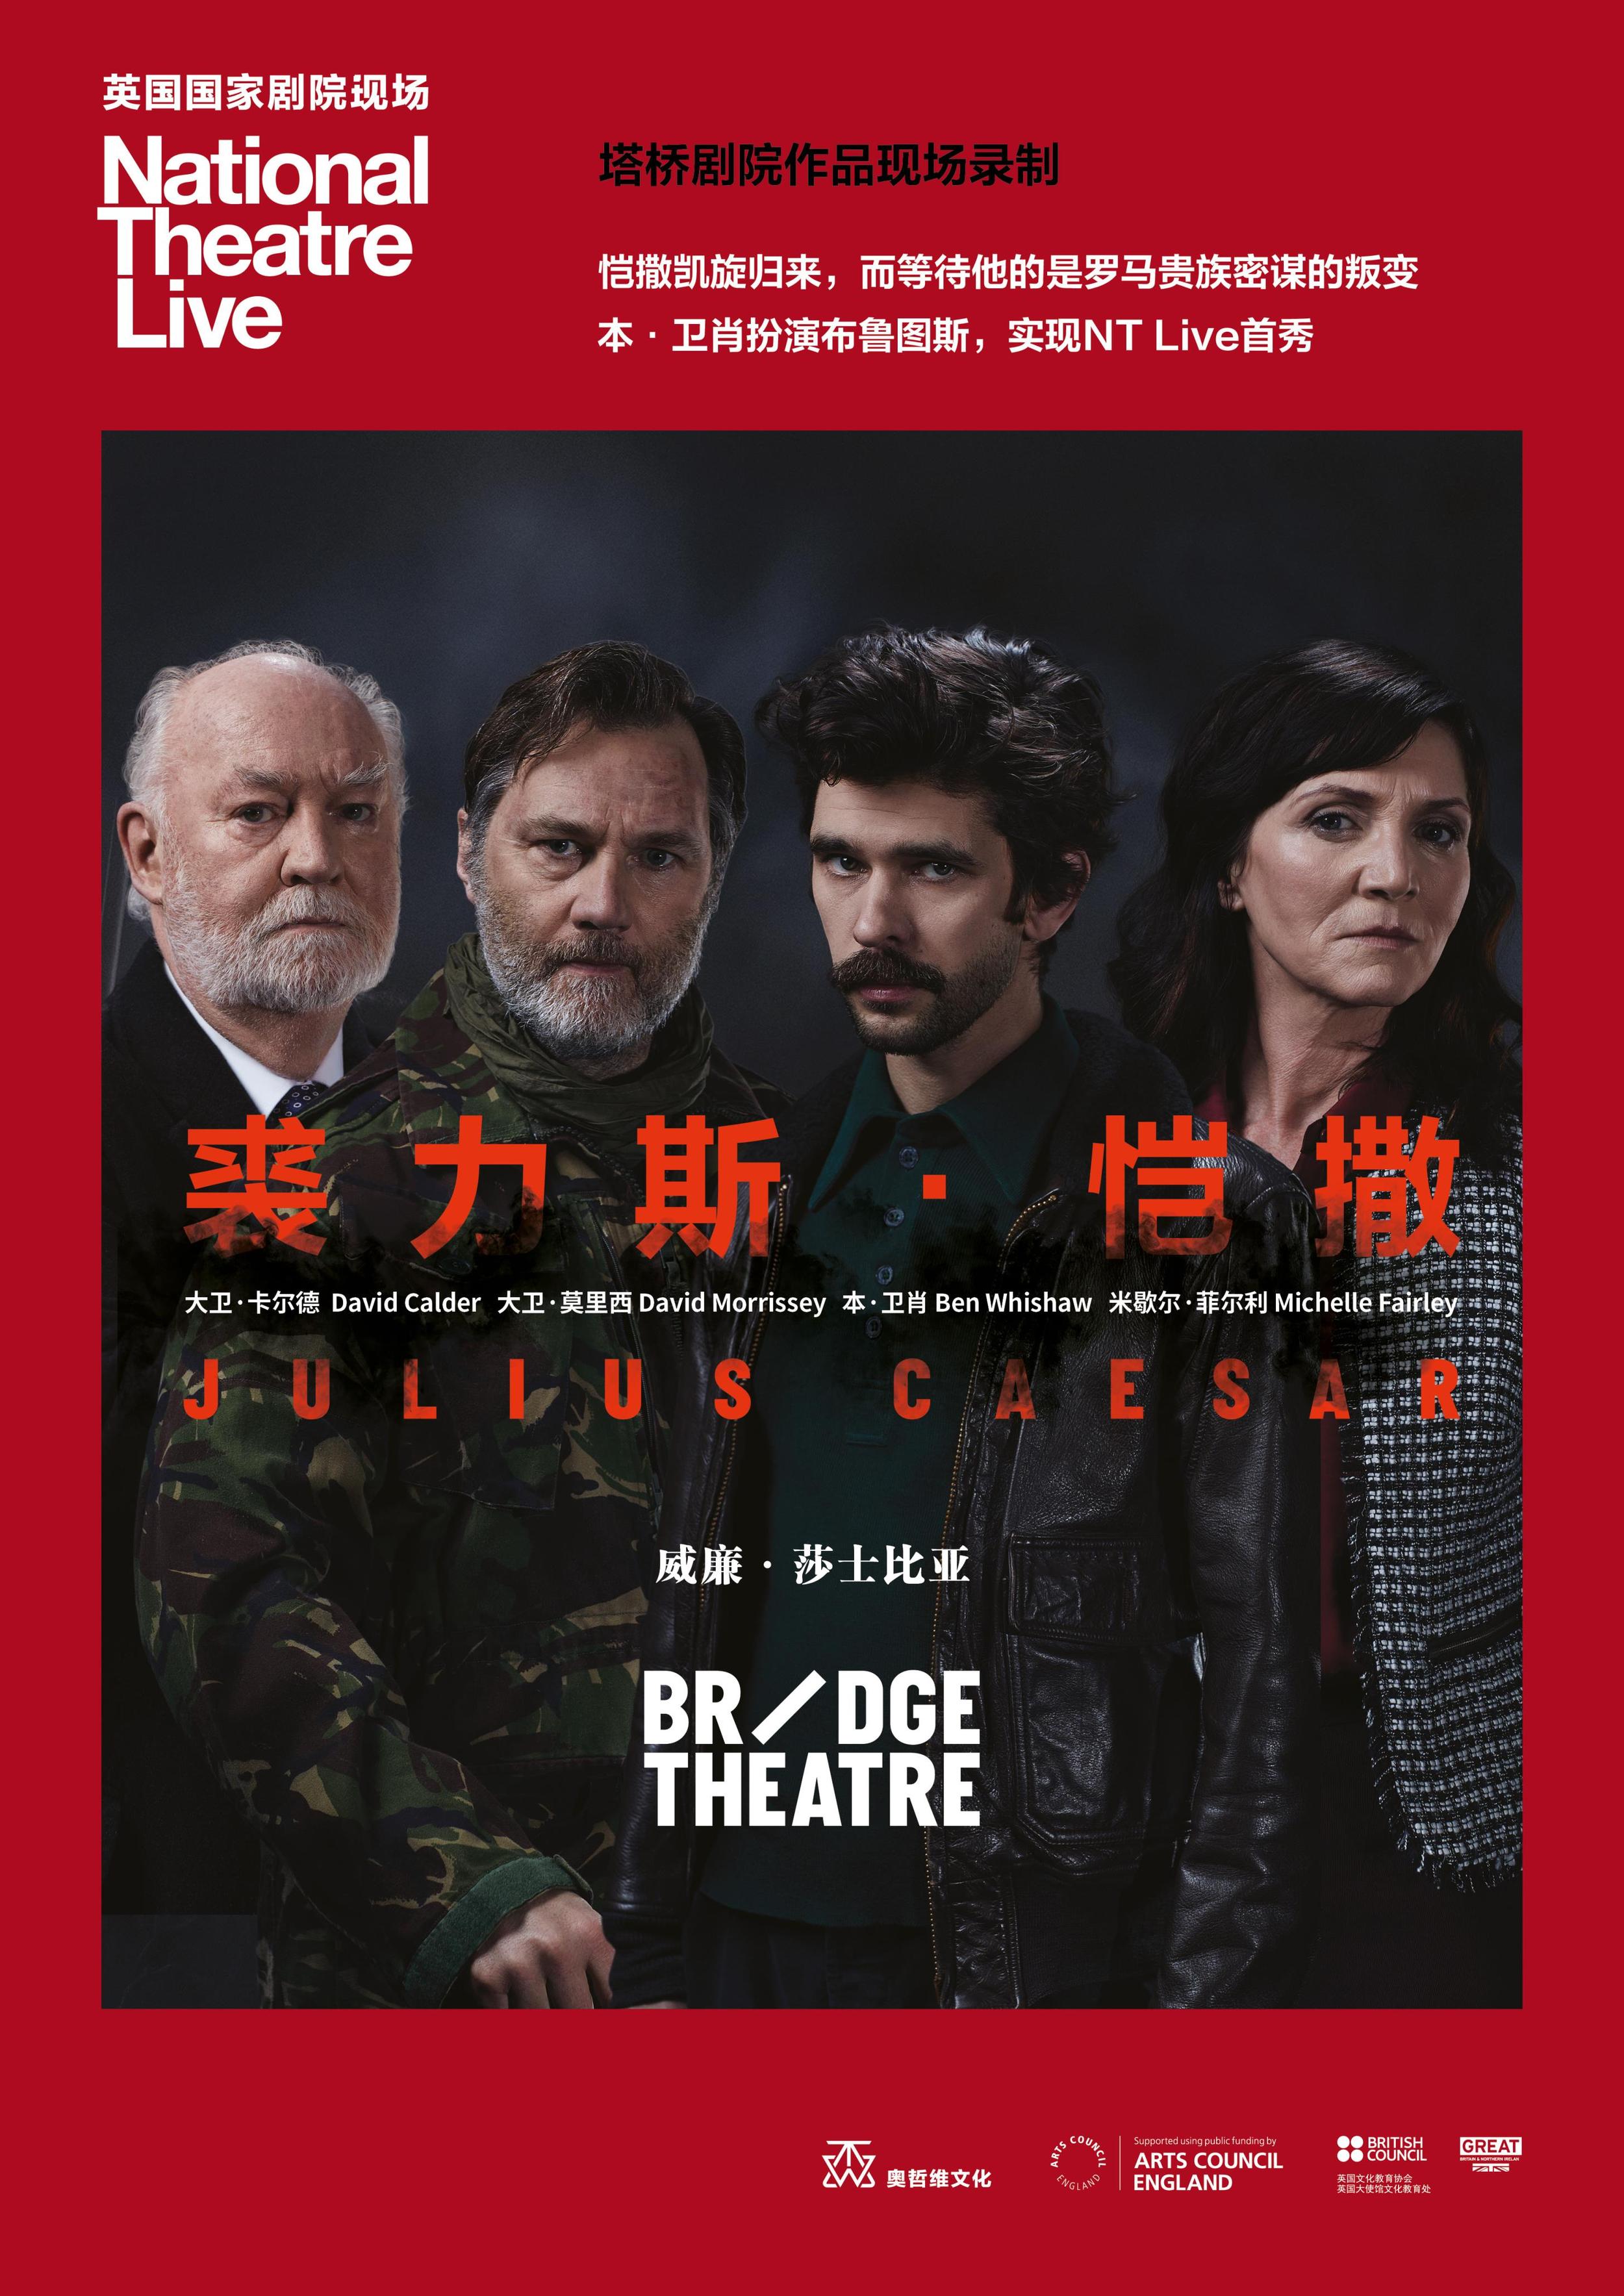 英国国家剧院现场
National
Theatre
Live
塔桥剧院作品现场录制
恺撒凯旋归来，而等待他的是罗马贵族密谋的叛变
本·卫肖扮演布鲁图斯，实现NT Live首秀
裘力斯·恺撒
大卫·卡尔德 David Calder 大卫·莫里西 David Morrissey 本·卫肖 Ben Whishaw 米歇尔·菲尔利 Michelle Fairley
JULIUS CAESAR
威廉·莎士比亚
BR/DGE
THEATRE
奥哲维文化
ARTS COUNCIL
ENGLAND
Supported using public funding by
ARTS COUNCIL
ENGLAND
BRITISH
COUNCIL
英国文化教育协会
英国大使馆文化教育处
GREAT